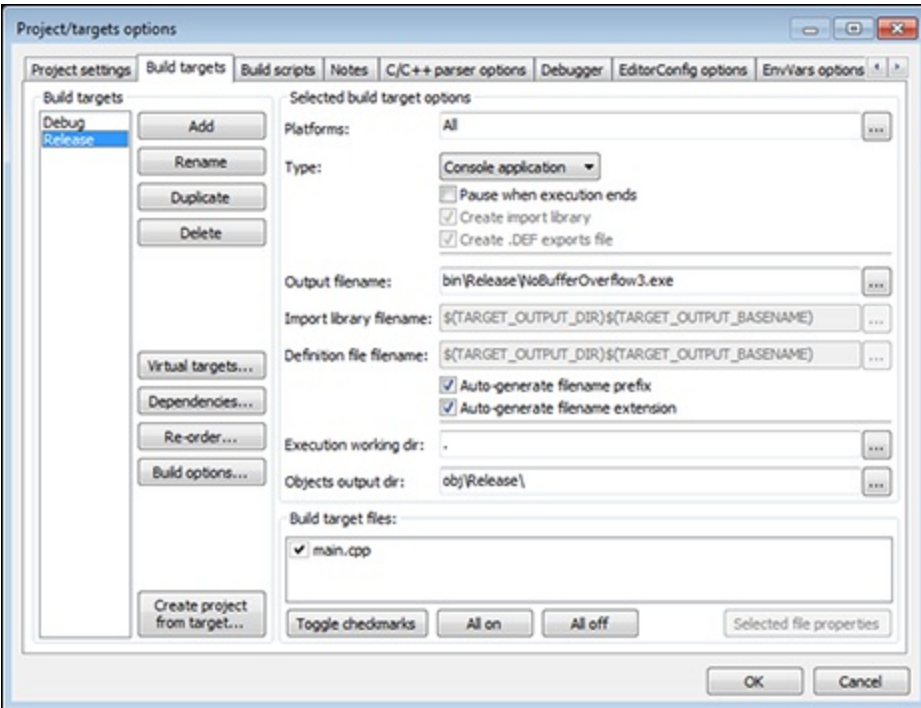 Project/targets options
Project settings Build targets Build scripts Notes C/C++ parser options Debugger EditorConfig options EnvVars options
Build targets
Debug
Release
Add
Rename
Duplicate
Delete
Virtual targets...
Dependencies...
Re-order...
Build options...
Create project
from target...
Selected build target options
Platforms: All ...
Type: Console application
Pause when execution ends
Create import library
Create .DEF exports file
Output filename: bin\Release\NoBufferOverflow3.exe ...
Import library filename: $(TARGET_OUTPUT_DIR)$(TARGET_OUTPUT_BASENAME) ...
Definition file filename: $(TARGET_OUTPUT_DIR)$(TARGET_OUTPUT_BASENAME) ...
Auto-generate filename prefix
Auto-generate filename extension
Execution working dir: . ...
Objects output dir: obj\Release\ ...
Build target files:
main.cpp
Toggle checkmarks All on All off Selected file properties
OK Cancel